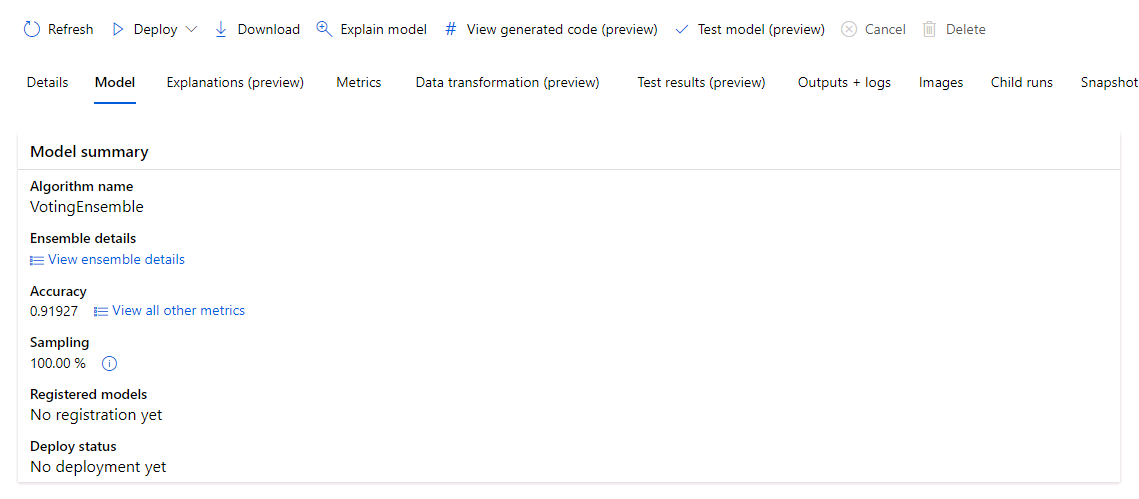 Refresh Deploy Download Explain model # View generated code (preview) Test model (preview) Cancel Delete
Details Model Explanations (preview) Metrics Data transformation (preview) Test results (preview) Outputs + logs Images Child runs Snapshot
Model summary
Algorithm name
VotingEnsemble
Ensemble details
View ensemble details
Accuracy
0.91927 View all other metrics
Sampling
100.00 %
Registered models
No registration yet
Deploy status
No deployment yet